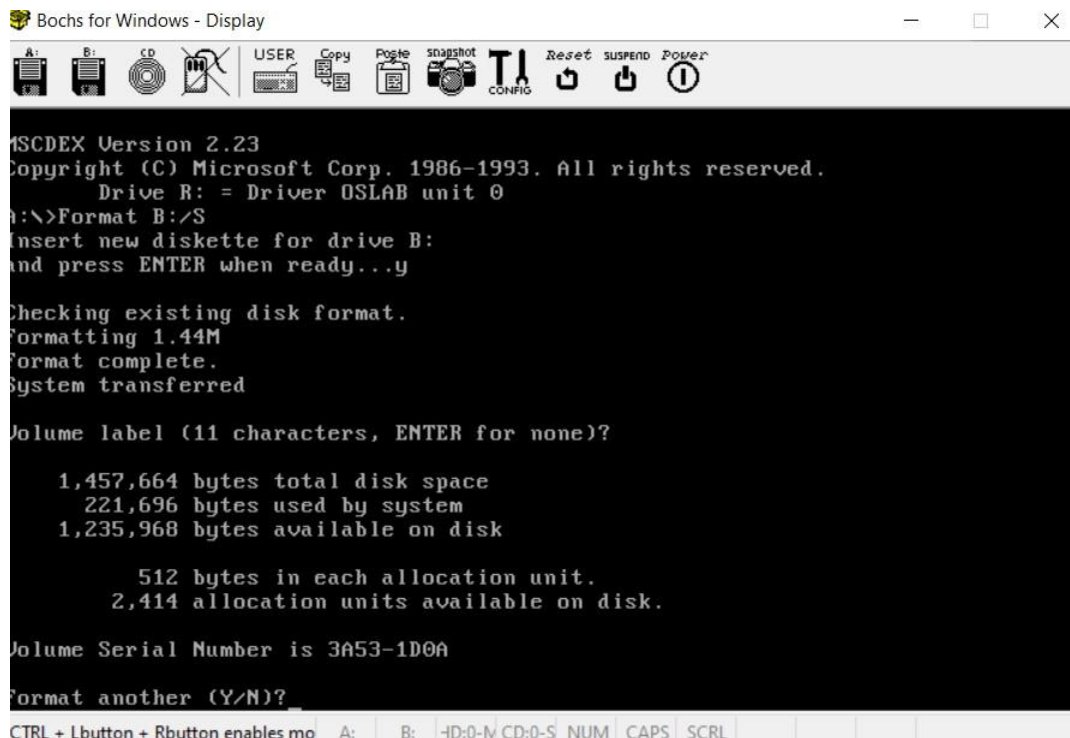 Bochs for Windows - Display
A: B: CD USER Copy Paste snapshot CONFIG Reset SUSPEND Power
MSCDEX Version 2.23
Copyright (C) Microsoft Corp. 1986-1993. All rights reserved.
Drive R: = Driver OSLAB unit 0
A:\>Format B:/S
Insert new diskette for drive B:
and press ENTER when ready...y
Checking existing disk format.
Formatting 1.44M
Format complete.
System transferred
Volume label (11 characters, ENTER for none)?
1,457,664 bytes total disk space
221,696 bytes used by system
1,235,968 bytes available on disk
512 bytes in each allocation unit.
2,414 allocation units available on disk.
Volume Serial Number is 3A53-1D0A
Format another (Y/N)?_
CTRL + Lbutton + Rbutton enables mo A: B: HD:0-M CD:0-S NUM CAPS SCRL